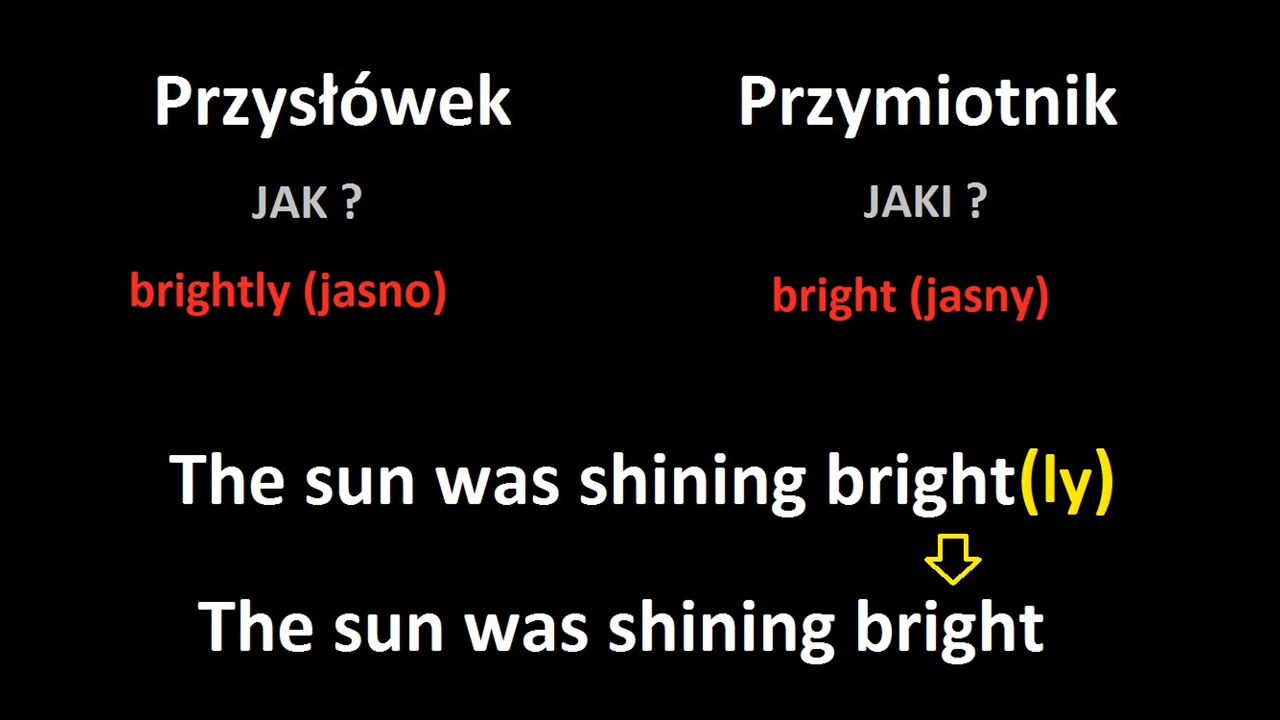 Przysłówek
Przymiotnik
JAK ?
JAKI ?
brightly (jasno)
bright (jasny)
The sun was shining bright(ly)
The sun was shining bright